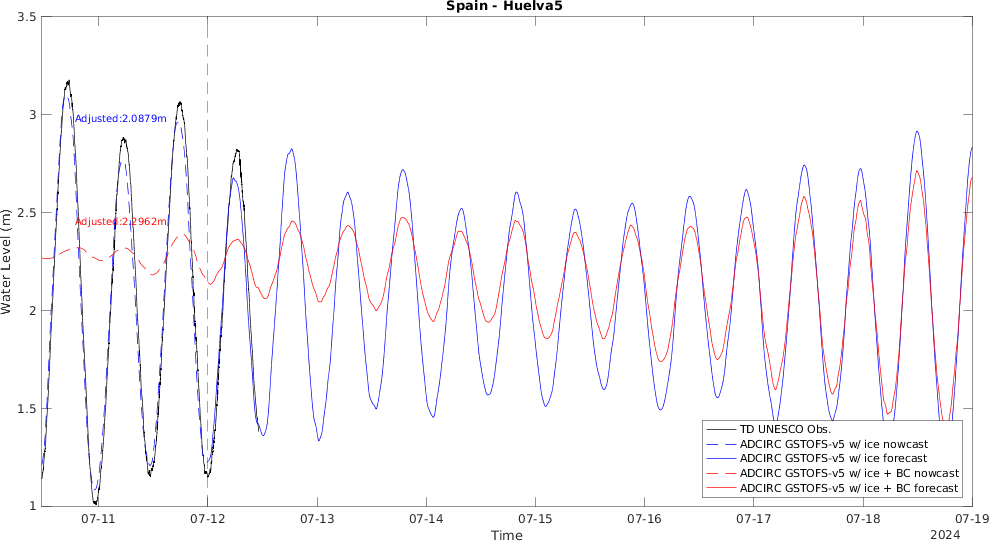 Spain - Huelva5
3.5
3
2.5
2
1.5
1
Water Level (m)
Adjusted:2.0879m
Adjusted:2.2962m
TD UNESCO Obs.
ADCIRC GSTOFS-v5 w/ ice nowcast
ADCIRC GSTOFS-v5 w/ ice forecast
ADCIRC GSTOFS-v5 w/ ice + BC nowcast
ADCIRC GSTOFS-v5 w/ ice + BC forecast
07-11 07-12 07-13 07-14 07-15 07-16 07-17 07-18 07-19
Time
2024